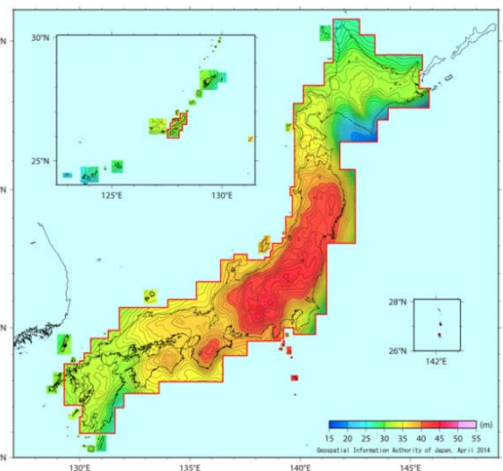 30°N
25°N
125°E
130°E
28°N
26°N
142°E
(m)
15 20 25 30 35 40 45 50 55
Geospatial Information Authority of Japan, April 2014
130°E
135°E
140°E
145°E